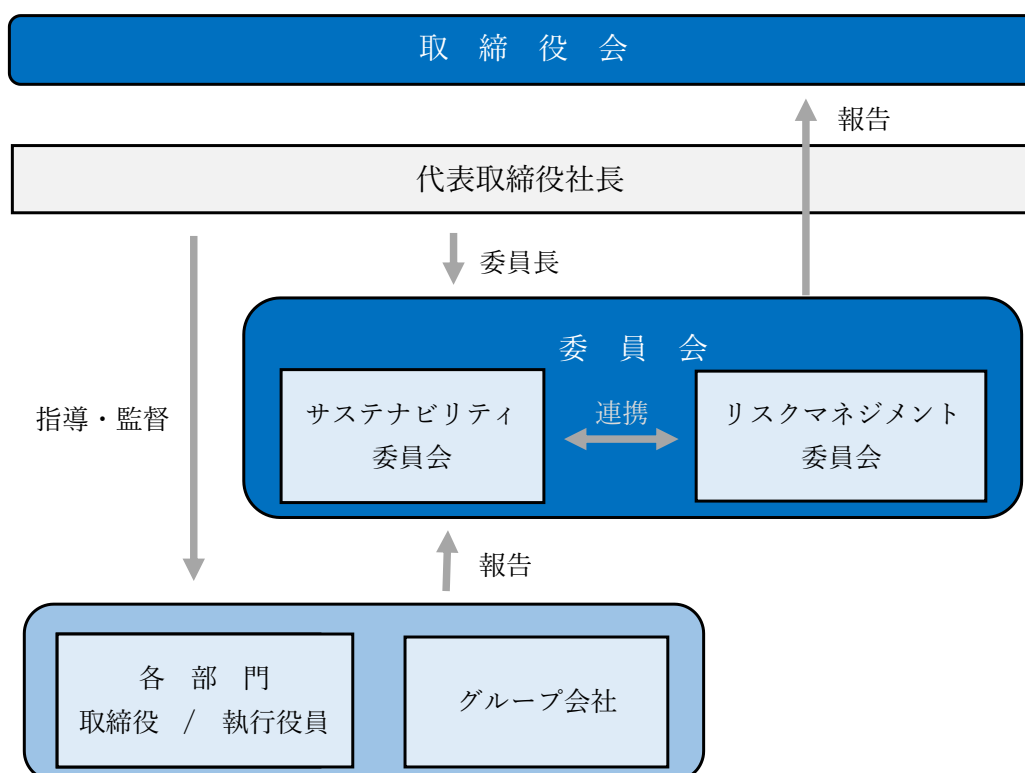 取 締 役 会
報告
代表取締役社長
委員長
委 員 会
指導・監督
サステナビリティ
委員会
連携
リスクマネジメント
委員会
報告
各 部 門
取締役 / 執行役員
グループ会社